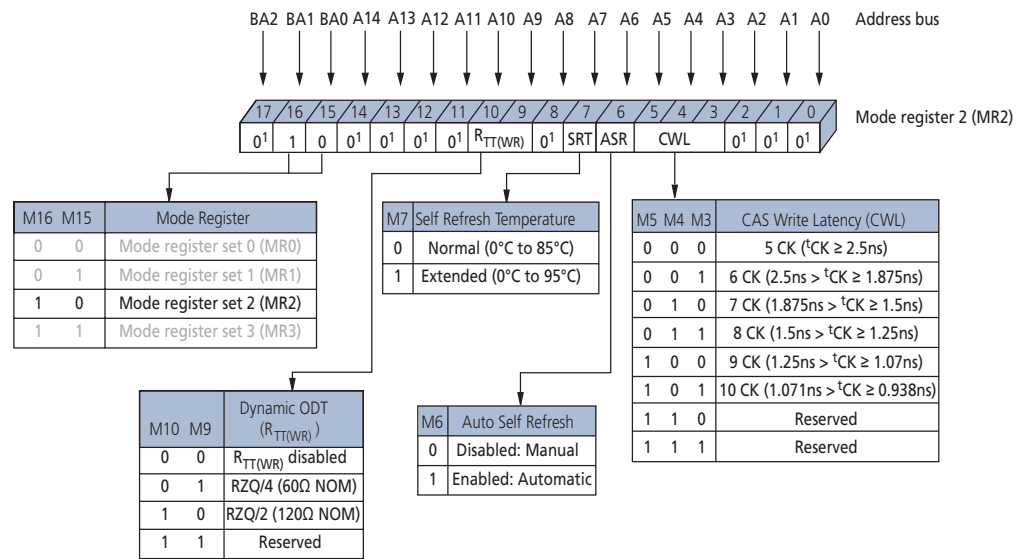 BA2 BA1 BA0 A14 A13 A12 A11 A10 A9 A8 A7 A6 A5 A4 A3 A2 A1 A0 Address bus
17 16 15 14 13 12 11 10 9 8 7 6 5 4 3 2 1 0
Mode register 2 (MR2)
0¹ 1 0 0¹ 0¹ 0¹ 0¹ RTT(WR) 0¹ SRT ASR CWL 0¹ 0¹ 0¹
M16 M15 Mode Register
0 0 Mode register set 0 (MR0)
0 1 Mode register set 1 (MR1)
1 0 Mode register set 2 (MR2)
1 1 Mode register set 3 (MR3)
M7 Self Refresh Temperature
0 Normal (0°C to 85°C)
1 Extended (0°C to 95°C)
M5 M4 M3 CAS Write Latency (CWL)
0 0 0 5 CK (ᵗCK ≥ 2.5ns)
0 0 1 6 CK (2.5ns > ᵗCK ≥ 1.875ns)
0 1 0 7 CK (1.875ns > ᵗCK ≥ 1.5ns)
0 1 1 8 CK (1.5ns > ᵗCK ≥ 1.25ns)
1 0 0 9 CK (1.25ns > ᵗCK ≥ 1.07ns)
1 0 1 10 CK (1.071ns > ᵗCK ≥ 0.938ns)
1 1 0 Reserved
1 1 1 Reserved
M10 M9 Dynamic ODT
(RTT(WR) )
0 0 RTT(WR) disabled
0 1 RZQ/4 (60Ω NOM)
1 0 RZQ/2 (120Ω NOM)
1 1 Reserved
M6 Auto Self Refresh
0 Disabled: Manual
1 Enabled: Automatic